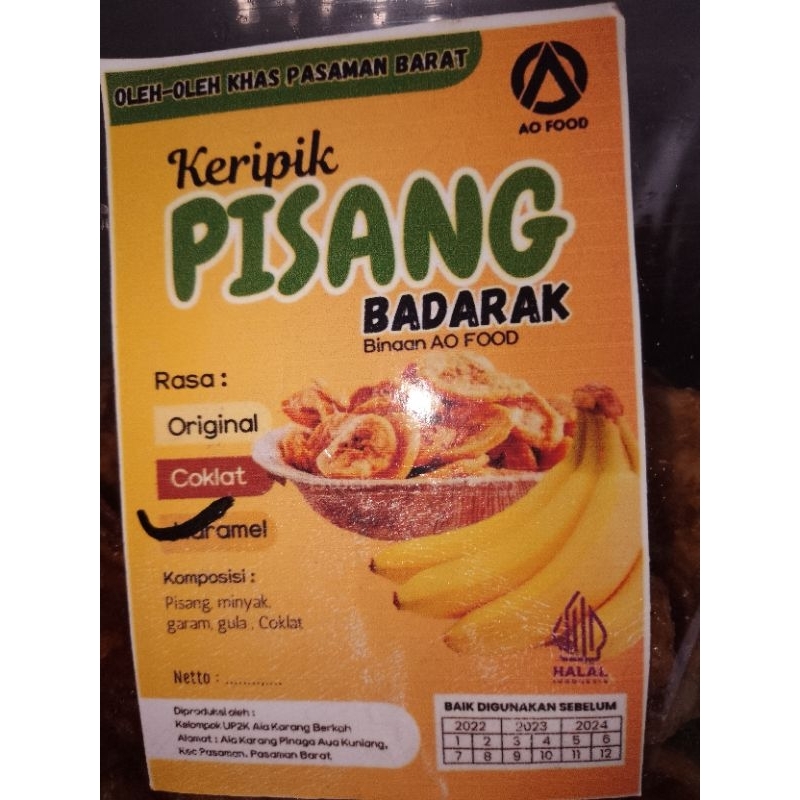 OLEH-OLEH KHAS PASAMAN BARAT
AO FOOD
Keripik
PISANG
BADARAK
Binaan AO FOOD
Rasa :
Original
Coklat
Karamel
Komposisi :
Pisang, minyak,
garam, gula , Coklat
Netto : ............
HALAL
INDONESIA
Diproduksi oleh :
Kelompok UP2K Aia Karang Berkah
Alamat : Aia Karang Pinaga Aua Kuniang,
Kec Pasaman, Pasaman Barat.
BAIK DIGUNAKAN SEBELUM
2022 2023 2024
1 2 3 4 5 6
7 8 9 10 11 12